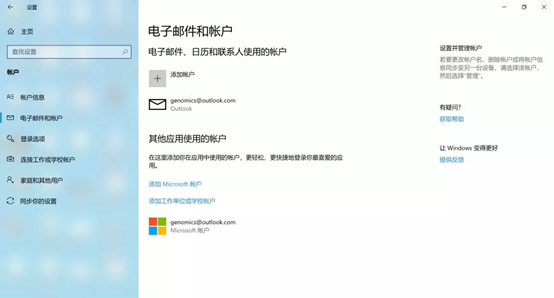 设置
主页
查找设置
帐户
帐户信息
电子邮件和帐户
登录选项
连接工作或学校帐户
家庭和其他用户
同步你的设置
电子邮件和帐户
电子邮件、日历和联系人使用的帐户
添加帐户
genomics@outlook.com
Outlook
其他应用使用的帐户
在这里添加你在应用中使用的帐户，更轻松、更快捷地登录你最喜爱的应
用。
添加 Microsoft 帐户
添加工作单位或学校帐户
genomics@outlook.com
Microsoft 帐户
设置并管理帐户
若要更改帐户名、删除帐户或将帐户信
息同步至另一台设备，请选择该帐户，
然后选择"管理"。
有疑问?
获取帮助
让 Windows 变得更好
提供反馈